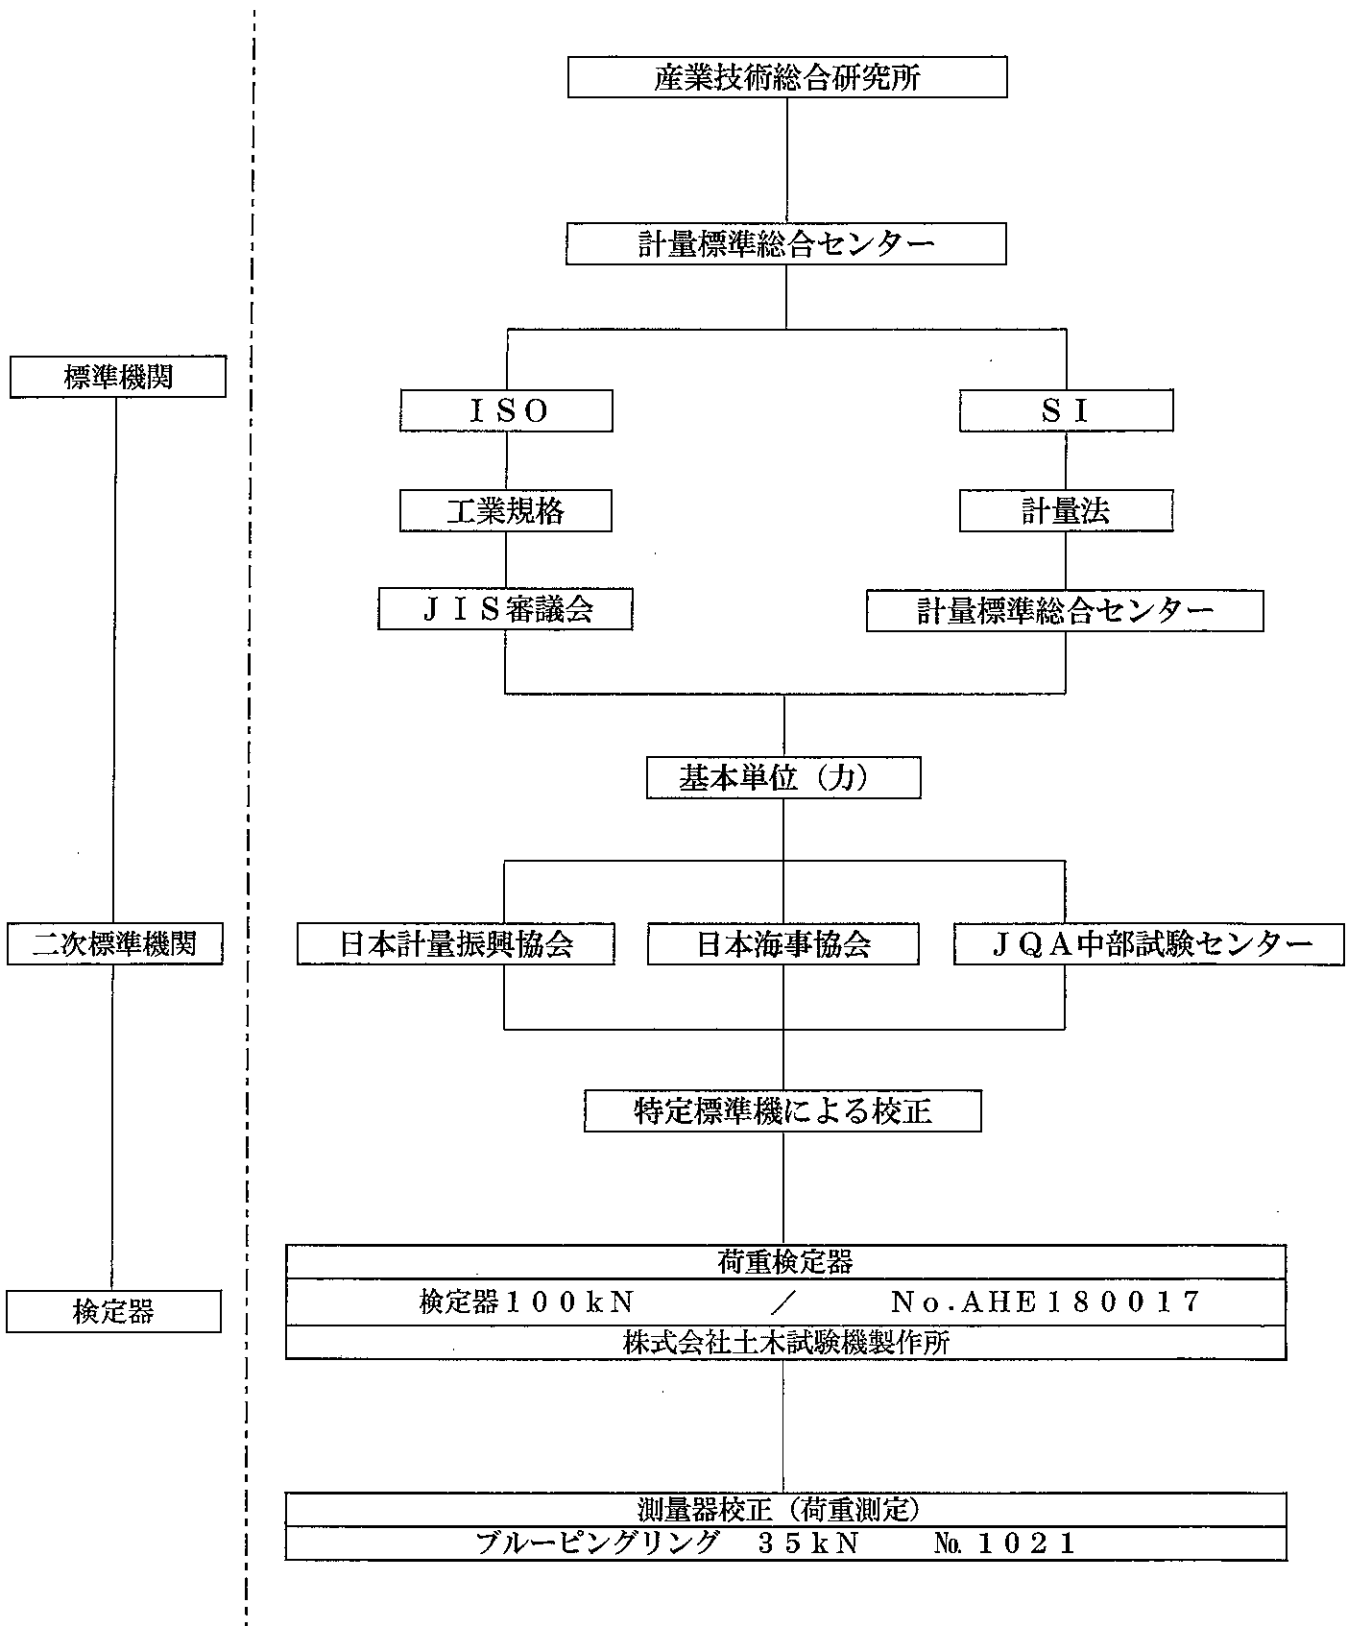 産業技術総合研究所
計量標準総合センター
標準機関
ISO
SI
工業規格
計量法
JIS審議会
計量標準総合センター
基本単位(力)
二次標準機関
日本計量振興協会
日本海事協会
JQA中部試験センター
特定標準機による校正
荷重検定器
検定器
検定器100kN / No.AHE180017
株式会社土木試験機製作所
測量器校正(荷重測定)
ブルーピングリング 35kN №1021